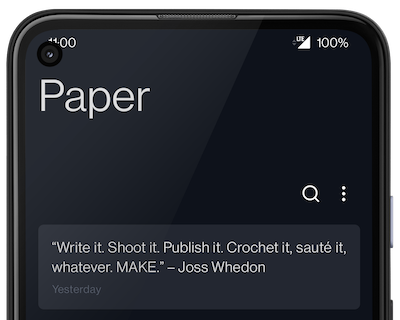 11:00
LTE 100%
Paper
“Write it. Shoot it. Publish it. Crochet it, sauté it,
whatever. MAKE.” – Joss Whedon
Yesterday